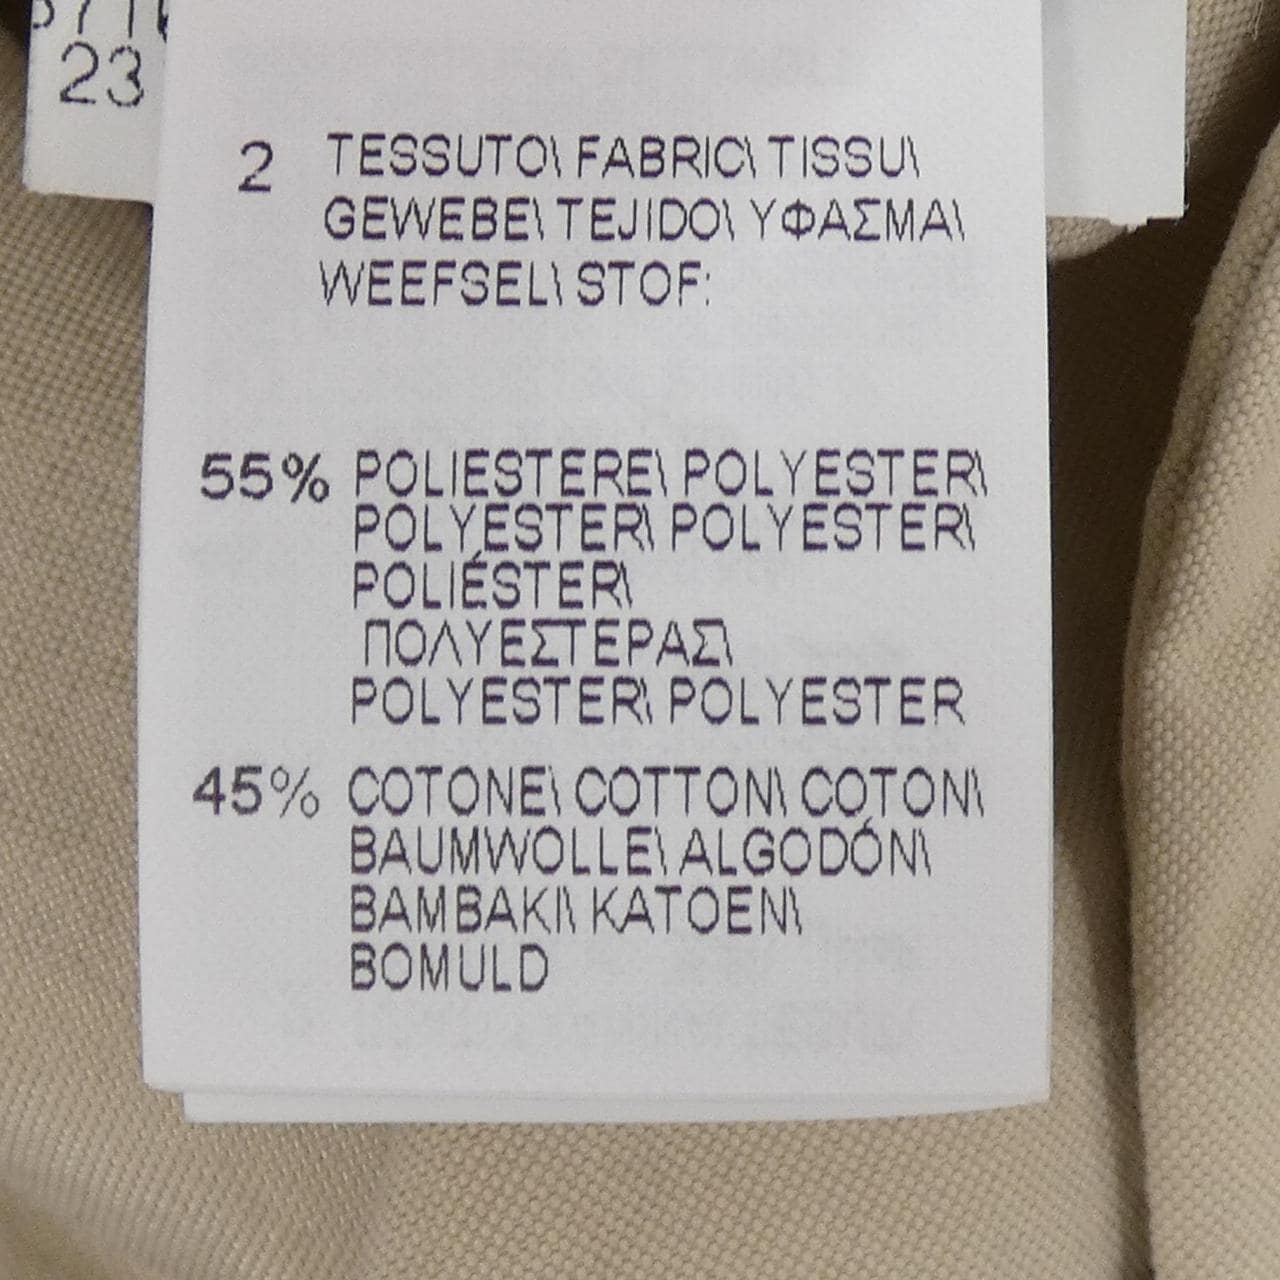 23
2 TESSUTO\ FABRIC\ TISSU\
GEWEBE\ TEJIDO\ ΥΦΑΣΜΑ\
WEEFSEL\ STOF:
55% POLIESTERE\ POLYESTER\
POLYESTER\ POLYESTER\
POLIÉSTER\
ΠΟΛΥΕΣΤΕΡΑΣ\
POLYESTER\ POLYESTER
45% COTONE\ COTTON\ COTON\
BAUMWOLLE\ ALGODÓN\
BAMBAKI\ KATOEN\
BOMULD